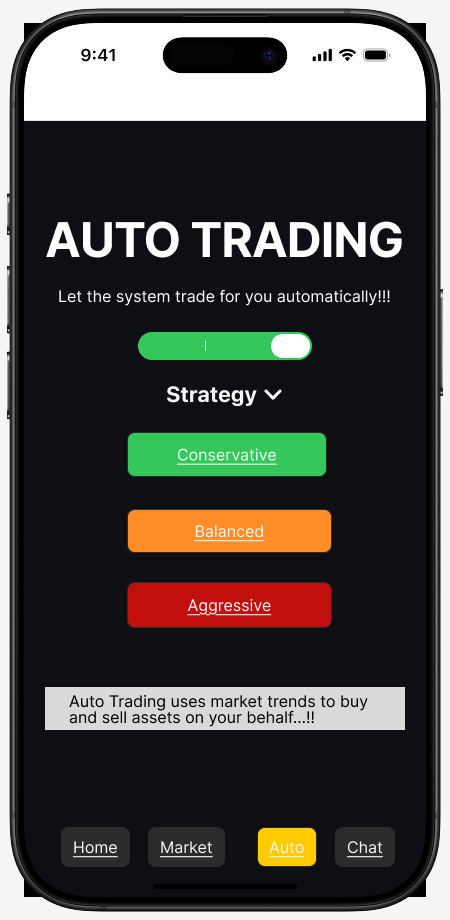 9:41
AUTO TRADING
Let the system trade for you automatically!!!
Strategy
Conservative
Balanced
Aggressive
Auto Trading uses market trends to buy
and sell assets on your behalf...!!
Home Market Auto Chat